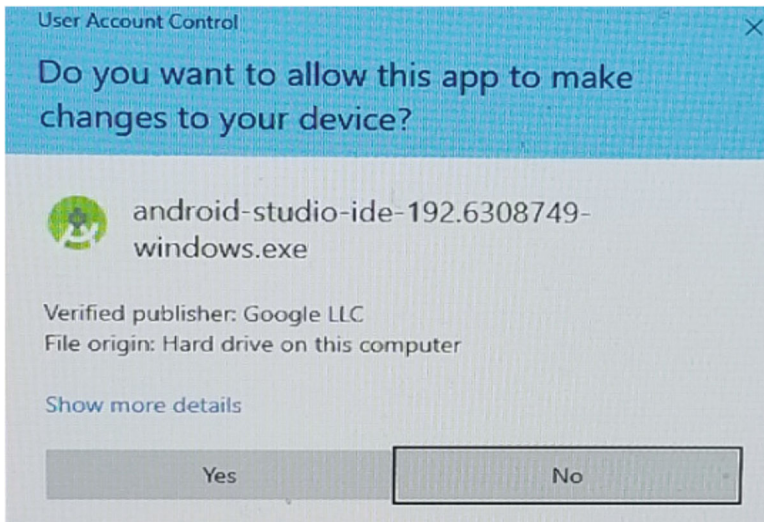 User Account Control
Do you want to allow this app to make
changes to your device?
android-studio-ide-192.6308749-
windows.exe
Verified publisher: Google LLC
File origin: Hard drive on this computer
Show more details
Yes
No